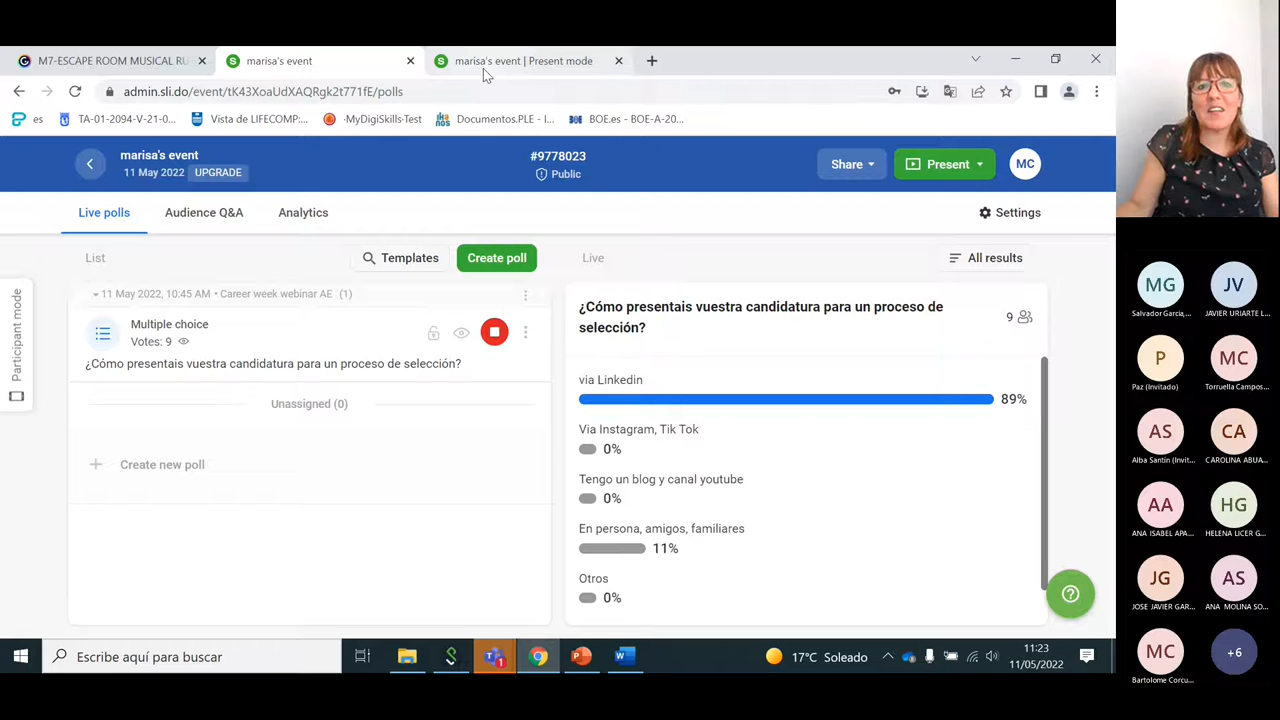 M7-ESCAPE ROOM MUSICAL RU
marisa's event
marisa's event | Present mode
admin.sli.do/event/tK43XoaUdXAQRgk2t771fE/polls
es
TA-01-2094-V-21-0...
Vista de LIFECOMP:...
·MyDigiSkills·Test
Documentos.PLE - I...
BOE.es - BOE-A-20...
marisa's event
11 May 2022
UPGRADE
#9778023
Public
Share
Present
MC
Live polls
Audience Q&A
Analytics
Settings
List
Templates
Create poll
Live
All results
Participant mode
11 May 2022, 10:45 AM • Career week webinar AE (1)
Multiple choice
Votes: 9
¿Cómo presentais vuestra candidatura para un proceso de selección?
Unassigned (0)
Create new poll
¿Cómo presentais vuestra candidatura para un proceso de
selección?
9
via Linkedin
89%
Via Instagram, Tik Tok
0%
Tengo un blog y canal youtube
0%
En persona, amigos, familiares
11%
Otros
0%
Escribe aquí para buscar
1
17°C Soleado
11:23
11/05/2022
MG
JV
Salvador Garcia,...
JAVIER URIARTE L...
P
MC
Paz (Invitado)
Torruella Campos...
AS
CA
Alba Santín (Invit...
CAROLINA ABUA...
AA
HG
ANA ISABEL APA...
HELENA LICER G...
JG
AS
JOSE JAVIER GAR...
ANA MOLINA SO...
MC
+6
Bartolome Corcu...